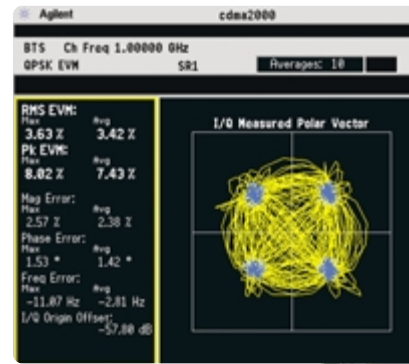 Agilent cdma2000
BTS Ch Freq 1.00000 GHz
QPSK EVM SR1 Averages: 10
RMS EVM:
Max Avg
3.63 % 3.42 %
Pk EVM:
Max Avg
8.02 % 7.43 %
Mag Error:
Max Avg
2.57 % 2.38 %
Phase Error:
Max Avg
1.53 ° 1.42 °
Freq Error:
Max Avg
-11.07 Hz -2.81 Hz
I/Q Origin Offset:
-57.80 dB
I/Q Measured Polar Vector